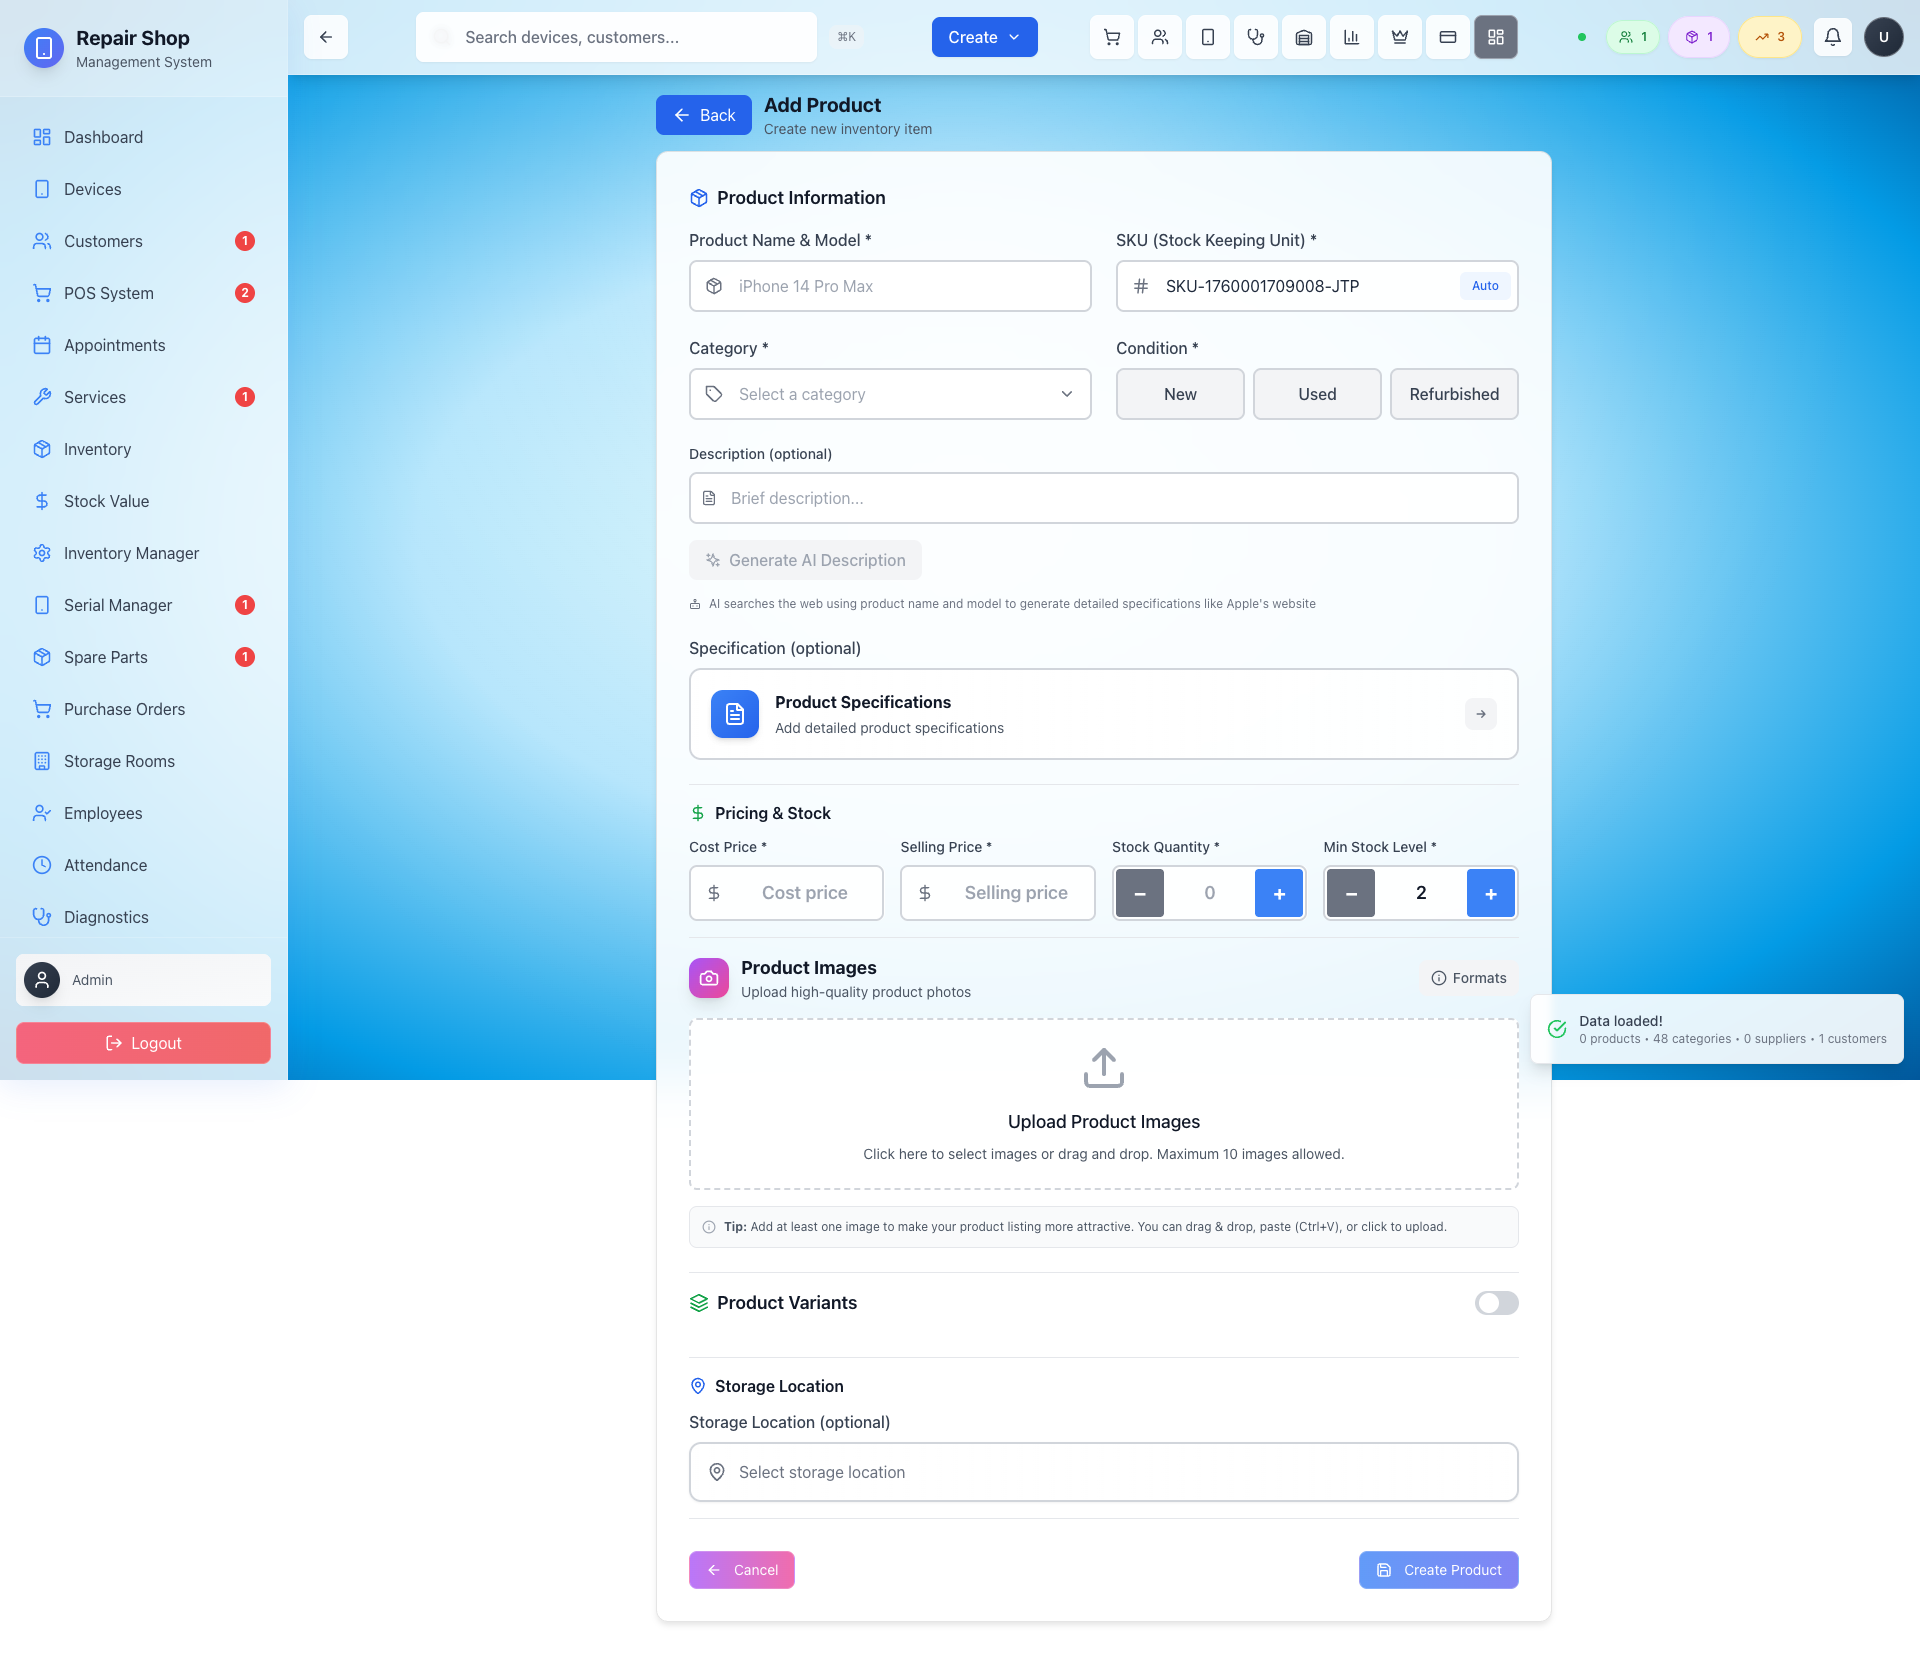 Repair Shop
Management System
Search devices, customers...
⌘K
Create
1
1
3
U
Dashboard
Devices
Customers
1
POS System
2
Appointments
Services
1
Inventory
Stock Value
Inventory Manager
Serial Manager
1
Spare Parts
1
Purchase Orders
Storage Rooms
Employees
Attendance
Diagnostics
Admin
Logout
Back
Add Product
Create new inventory item
Product Information
Product Name & Model *
iPhone 14 Pro Max
SKU (Stock Keeping Unit) *
SKU-1760001709008-JTP
Auto
Category *
Select a category
Condition *
New
Used
Refurbished
Description (optional)
Brief description...
Generate AI Description
AI searches the web using product name and model to generate detailed specifications like Apple's website
Specification (optional)
Product Specifications
Add detailed product specifications
Pricing & Stock
Cost Price *
Cost price
Selling Price *
Selling price
Stock Quantity *
− 0 +
Min Stock Level *
− 2 +
Product Images
Upload high-quality product photos
Formats
Upload Product Images
Click here to select images or drag and drop. Maximum 10 images allowed.
Tip: Add at least one image to make your product listing more attractive. You can drag & drop, paste (Ctrl+V), or click to upload.
Data loaded!
0 products • 48 categories • 0 suppliers • 1 customers
Product Variants
Storage Location
Storage Location (optional)
Select storage location
Cancel
Create Product